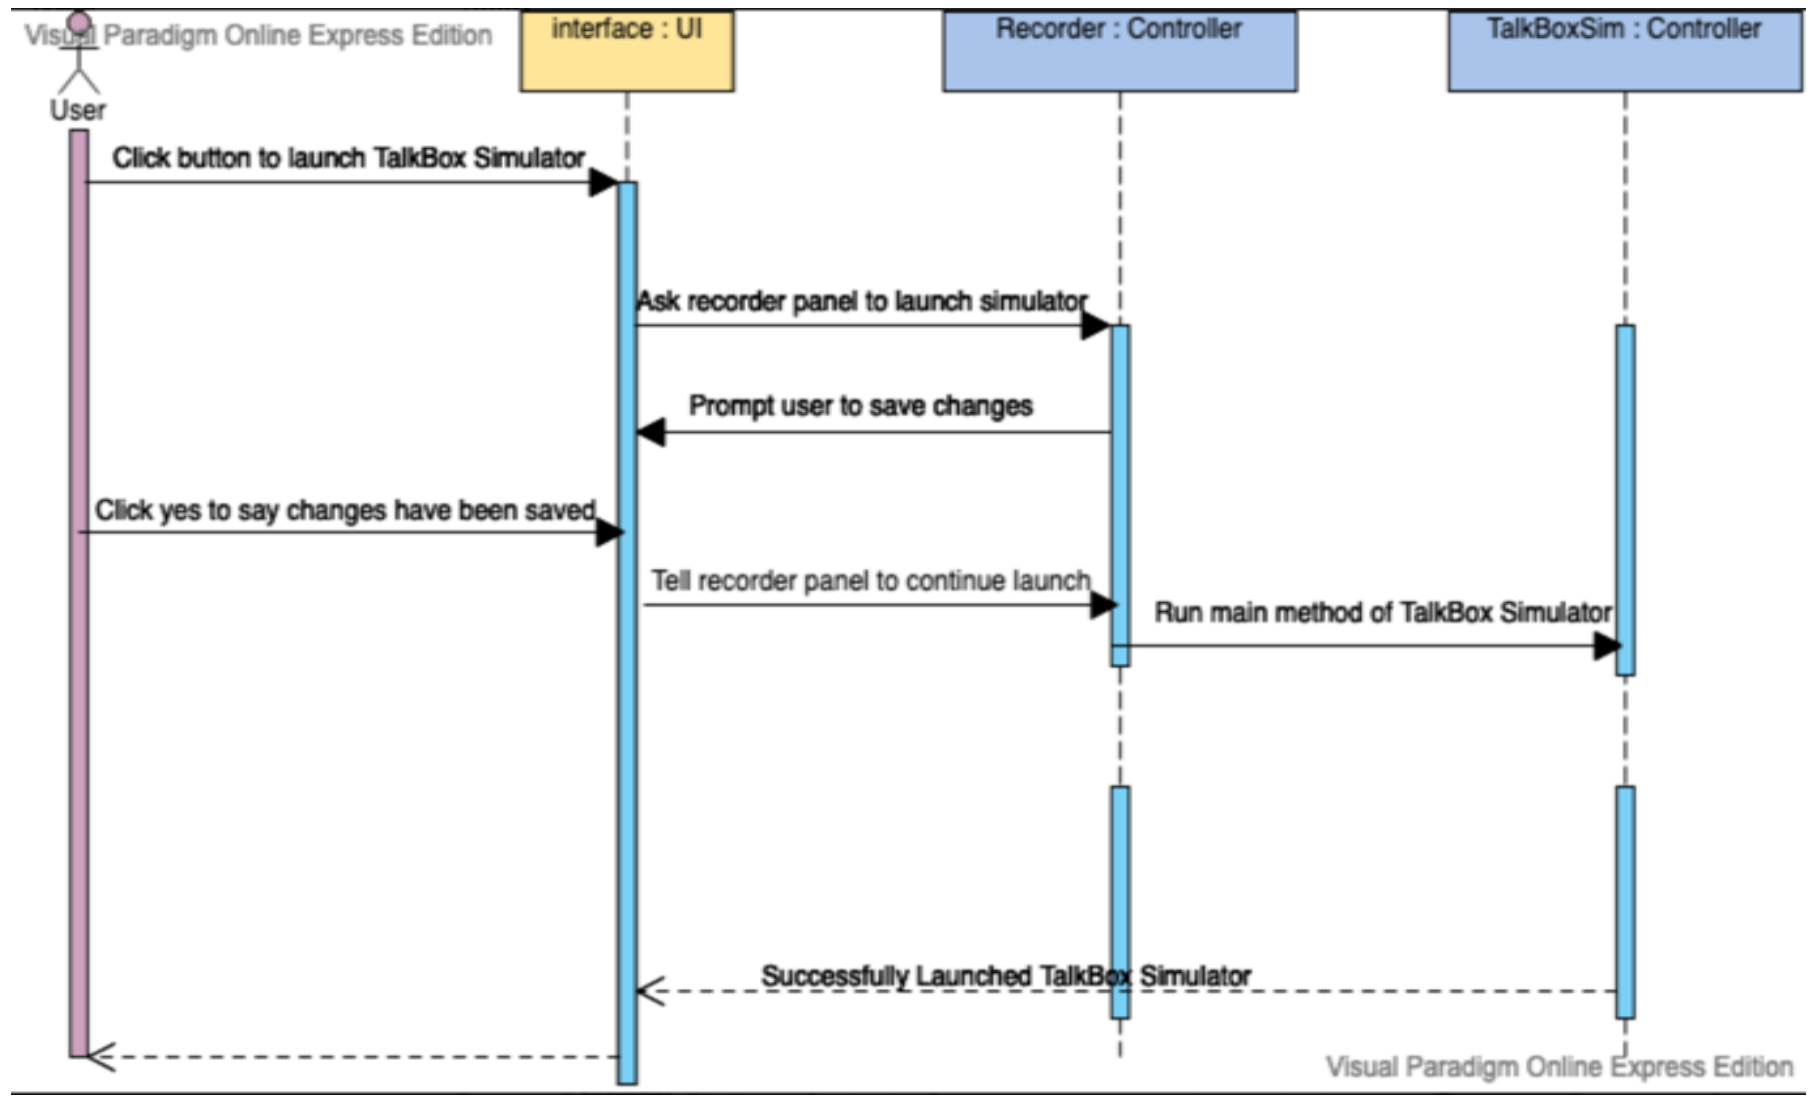 Visual Paradigm Online Express Edition
interface : UI
Recorder : Controller
TalkBoxSim : Controller
User
Click button to launch TalkBox Simulator
Ask recorder panel to launch simulator
Prompt user to save changes
Click yes to say changes have been saved
Tell recorder panel to continue launch
Run main method of TalkBox Simulator
Successfully Launched TalkBox Simulator
Visual Paradigm Online Express Edition